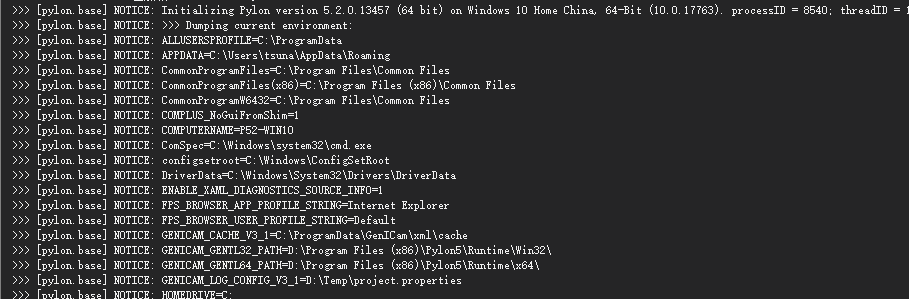 >>> [pylon.base] NOTICE: Initializing Pylon version 5.2.0.13457 (64 bit) on Windows 10 Home China, 64-Bit (10.0.17763). processID = 8540; threadID = 1
>>> [pylon.base] NOTICE: >>> Dumping current environment:
>>> [pylon.base] NOTICE: ALLUSERSPROFILE=C:\ProgramData
>>> [pylon.base] NOTICE: APPDATA=C:\Users\tsuna\AppData\Roaming
>>> [pylon.base] NOTICE: CommonProgramFiles=C:\Program Files\Common Files
>>> [pylon.base] NOTICE: CommonProgramFiles(x86)=C:\Program Files (x86)\Common Files
>>> [pylon.base] NOTICE: CommonProgramW6432=C:\Program Files\Common Files
>>> [pylon.base] NOTICE: COMPLUS_NoGuiFromShim=1
>>> [pylon.base] NOTICE: COMPUTERNAME=P52-WIN10
>>> [pylon.base] NOTICE: ComSpec=C:\Windows\system32\cmd.exe
>>> [pylon.base] NOTICE: configsetroot=C:\Windows\ConfigSetRoot
>>> [pylon.base] NOTICE: DriverData=C:\Windows\System32\Drivers\DriverData
>>> [pylon.base] NOTICE: ENABLE_XAML_DIAGNOSTICS_SOURCE_INFO=1
>>> [pylon.base] NOTICE: FPS_BROWSER_APP_PROFILE_STRING=Internet Explorer
>>> [pylon.base] NOTICE: FPS_BROWSER_USER_PROFILE_STRING=Default
>>> [pylon.base] NOTICE: GENICAM_CACHE_V3_1=C:\ProgramData\GenICam\xml\cache
>>> [pylon.base] NOTICE: GENICAM_GENTL32_PATH=D:\Program Files (x86)\Pylon5\Runtime\Win32\
>>> [pylon.base] NOTICE: GENICAM_GENTL64_PATH=D:\Program Files (x86)\Pylon5\Runtime\x64\
>>> [pylon.base] NOTICE: GENICAM_LOG_CONFIG_V3_1=D:\Temp\project.properties
>>> [pylon.base] NOTICE: HOMEDRIVE=C: